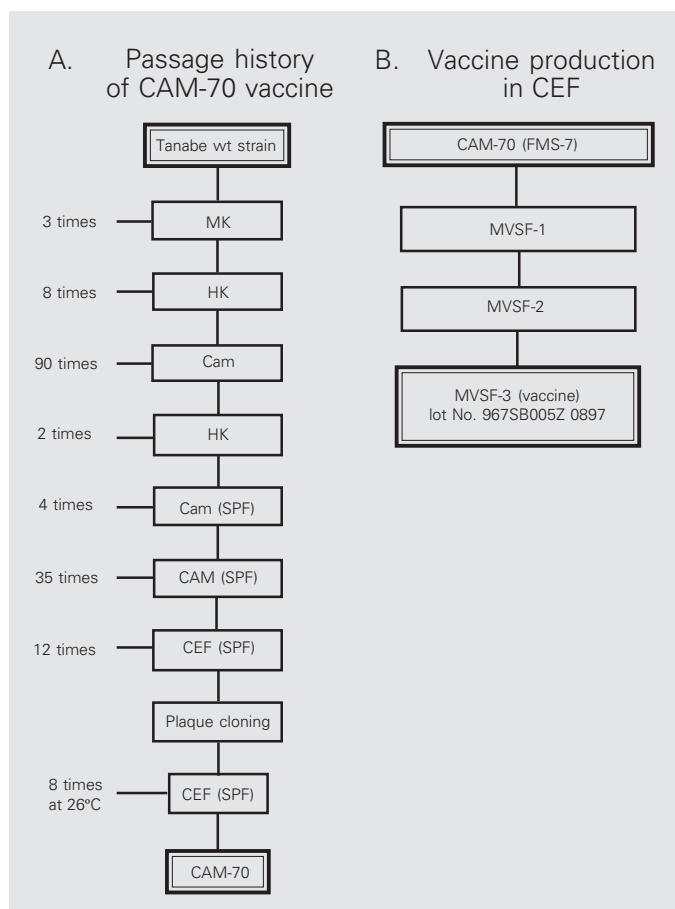 A. Passage history
of CAM-70 vaccine
Tanabe wt strain
3 times
MK
8 times
HK
90 times
Cam
2 times
HK
4 times
Cam (SPF)
35 times
CAM (SPF)
12 times
CEF (SPF)
Plaque cloning
8 times
at 26ºC
CEF (SPF)
CAM-70
B. Vaccine production
in CEF
CAM-70 (FMS-7)
MVSF-1
MVSF-2
MVSF-3 (vaccine)
lot No. 967SB005Z 0897